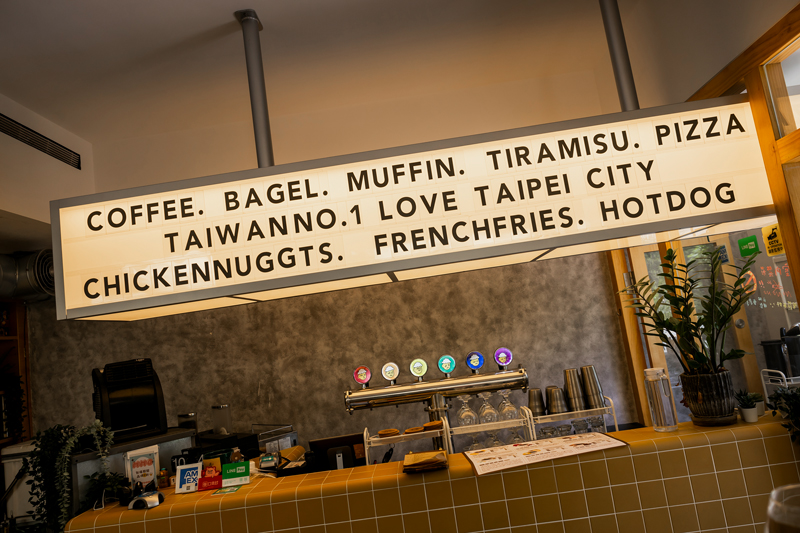 COFFEE. BAGEL. MUFFIN. TIRAMISU. PIZZA
TAIWANNO.1 LOVE TAIPEI CITY
CHICKENNUGGTS. FRENCHFRIES. HOTDOG